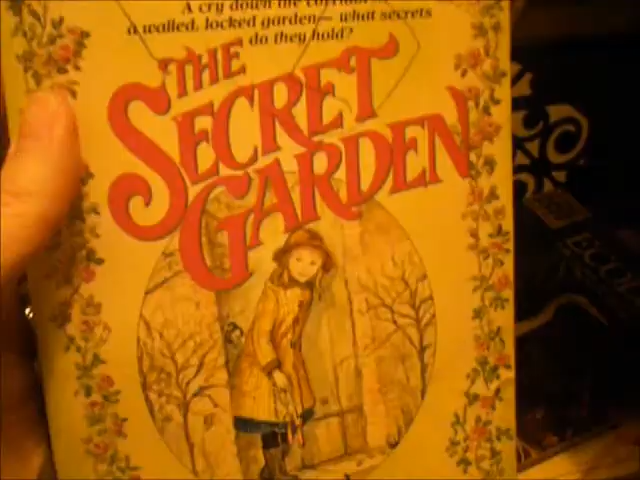 A cry down the corridor...
a walled, locked garden— what secrets
do they hold?
THE
SECRET
GARDEN